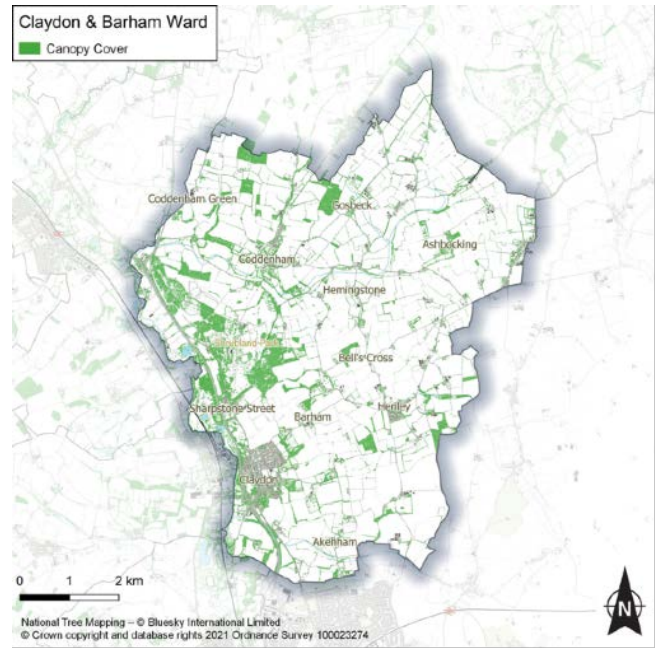 Claydon & Barham Ward
Canopy Cover
Coddenham Green
Gosbeck
Ashbocking
Coddenham
Hemingstone
Shrubland Park
Bell's Cross
Sharpstone Street
Henley
Barham
Claydon
Akenham
0 1 2 km
N
National Tree Mapping – © Bluesky International Limited
© Crown copyright and database rights 2021 Ordnance Survey 100023274